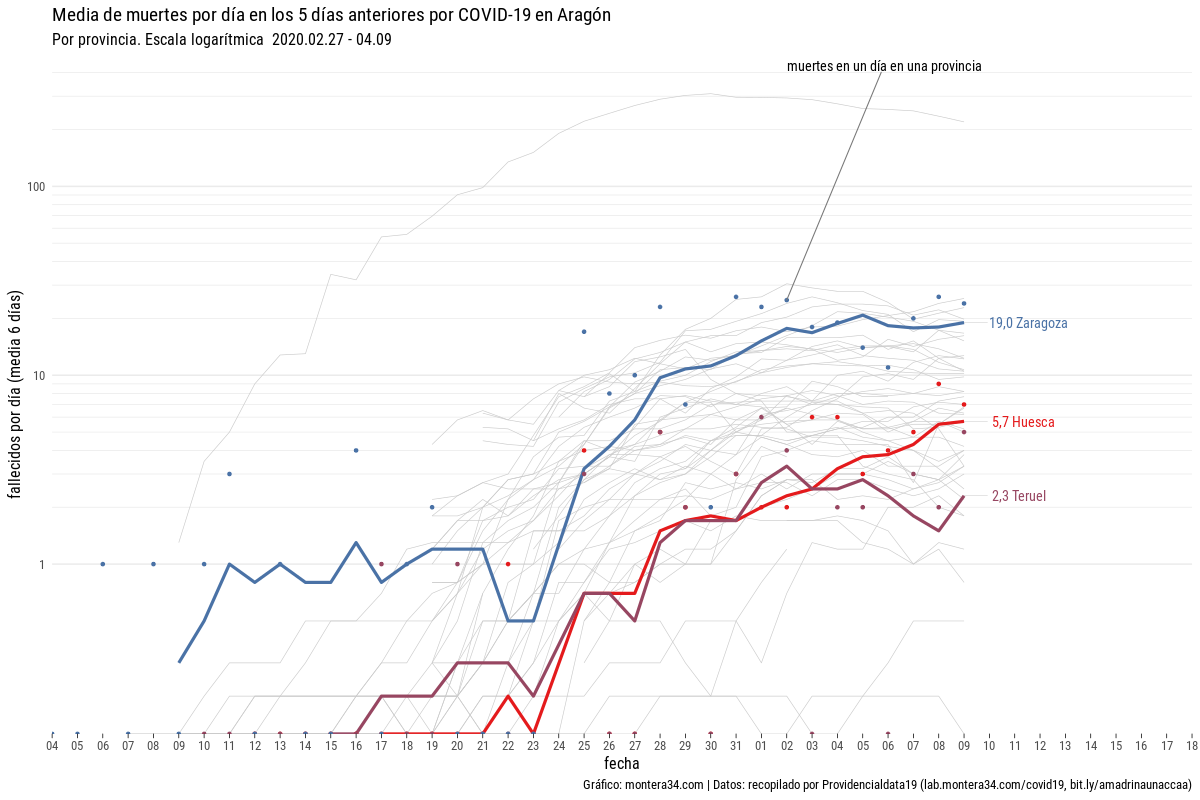 Media de muertes por día en los 5 días anteriores por COVID-19 en Aragón
Por provincia. Escala logarítmica  2020.02.27 - 04.09
muertes en un día en una provincia
100
10
1
fallecidos por día (media 6 días)
19,0 Zaragoza
5,7 Huesca
2,3 Teruel
04 05 06 07 08 09 10 11 12 13 14 15 16 17 18 19 20 21 22 23 24 25 26 27 28 29 30 31 01 02 03 04 05 06 07 08 09 10 11 12 13 14 15 16 17 18
fecha
Gráfico: montera34.com | Datos: recopilado por Providencialdata19 (lab.montera34.com/covid19, bit.ly/amadrinaunaccaa)